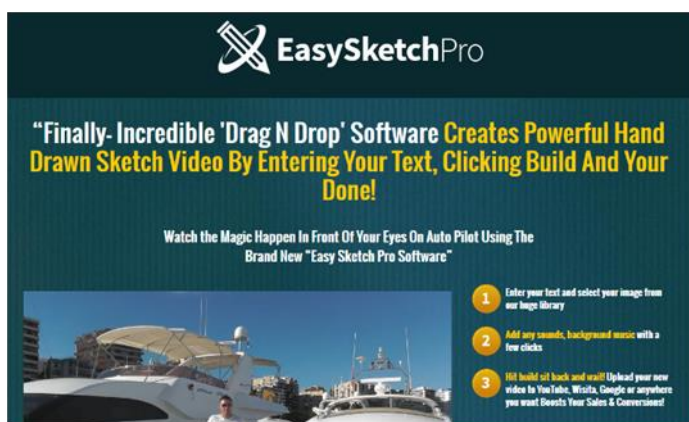 EasySketchPro
“Finally- Incredible 'Drag N Drop' Software Creates Powerful Hand
Drawn Sketch Video By Entering Your Text, Clicking Build And Your
Done!
Watch the Magic Happen In Front Of Your Eyes On Auto Pilot Using The
Brand New “Easy Sketch Pro Software”
1 Enter your text and select your image from
our huge library
2 Add any sounds, background music with a
few clicks
3 Hit build sit back and wait! Upload your new
video to YouTube, Wisita, Google or anywhere
you want Boosts Your Sales & Conversions!